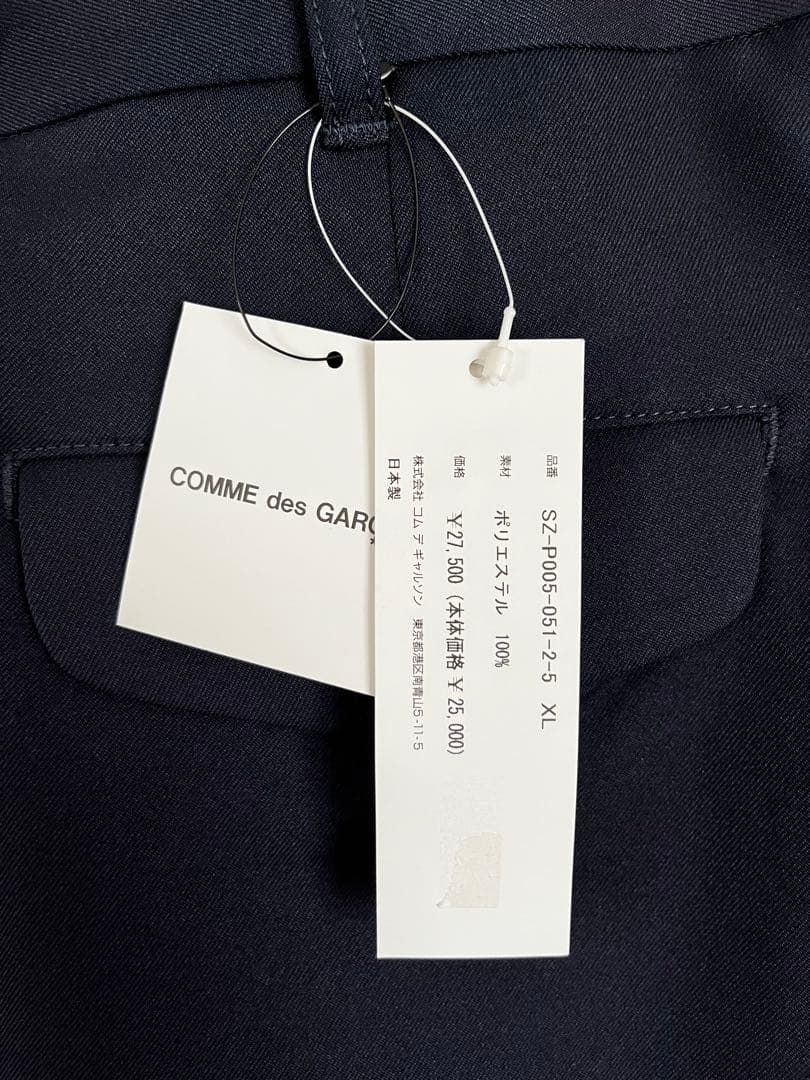 COMME des GARÇ
*
品番 SZ-P005-051-2-5 XL
素材 ポリエステル 100%
価格 ￥27,500 (本体価格 ￥25,000)
株式会社 コム デ ギャルソン 東京都港区南青山5-11-5
日本製